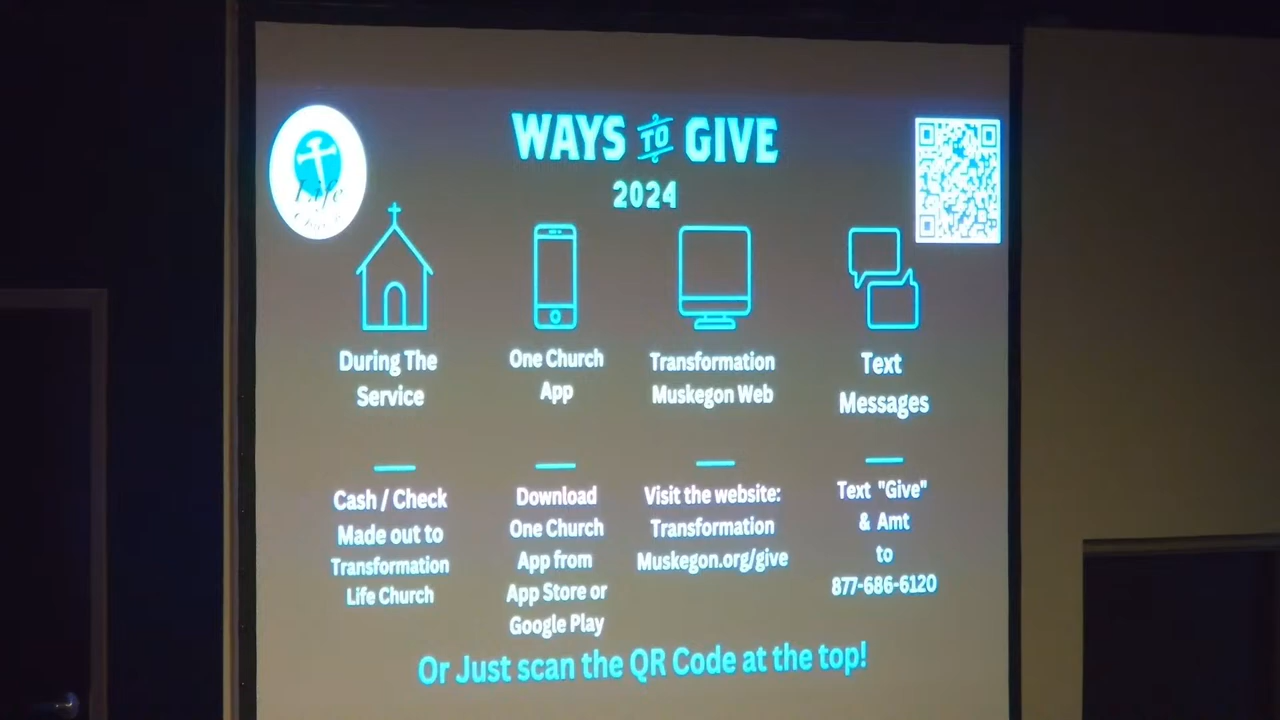 WAYS TO GIVE
2024
Life
Church
During The
Service
Cash / Check
Made out to
Transformation
Life Church
One Church
App
Download
One Church
App from
App Store or
Google Play
Transformation
Muskegon Web
Visit the website:
Transformation
Muskegon.org/give
Text
Messages
Text "Give"
& Amt
to
877-686-6120
Or Just scan the QR Code at the top!